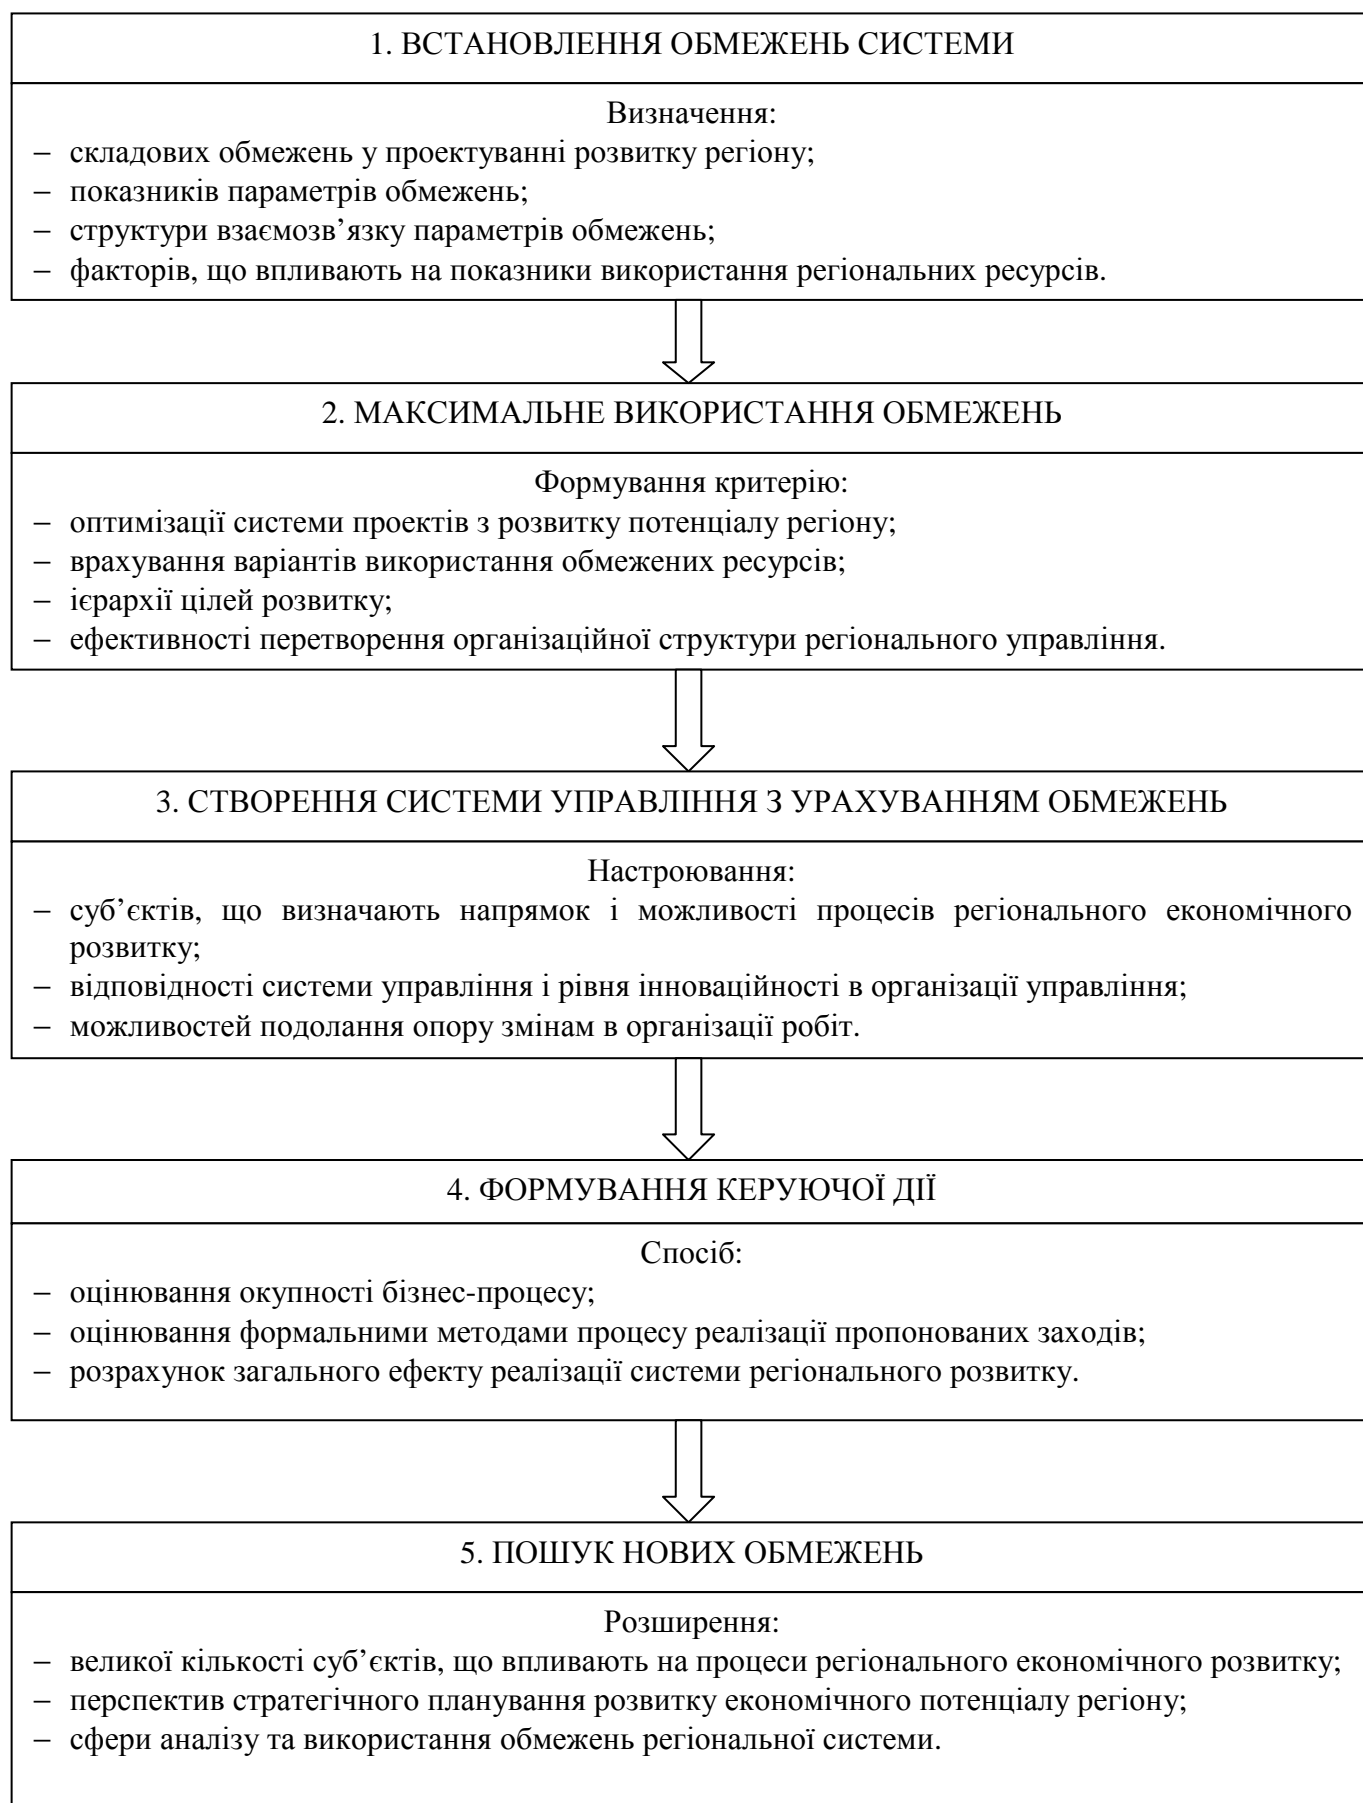 1. ВСТАНОВЛЕННЯ ОБМЕЖЕНЬ СИСТЕМИ
Визначення:
– складових обмежень у проектуванні розвитку регіону;
– показників параметрів обмежень;
– структури взаємозв’язку параметрів обмежень;
– факторів, що впливають на показники використання регіональних ресурсів.
2. МАКСИМАЛЬНЕ ВИКОРИСТАННЯ ОБМЕЖЕНЬ
Формування критерію:
– оптимізації системи проектів з розвитку потенціалу регіону;
– врахування варіантів використання обмежених ресурсів;
– ієрархії цілей розвитку;
– ефективності перетворення організаційної структури регіонального управління.
3. СТВОРЕННЯ СИСТЕМИ УПРАВЛІННЯ З УРАХУВАННЯМ ОБМЕЖЕНЬ
Настроювання:
– суб’єктів, що визначають напрямок і можливості процесів регіонального економічного
розвитку;
– відповідності системи управління і рівня інноваційності в організації управління;
– можливостей подолання опору змінам в організації робіт.
4. ФОРМУВАННЯ КЕРУЮЧОЇ ДІЇ
Спосіб:
– оцінювання окупності бізнес-процесу;
– оцінювання формальними методами процесу реалізації пропонованих заходів;
– розрахунок загального ефекту реалізації системи регіонального розвитку.
5. ПОШУК НОВИХ ОБМЕЖЕНЬ
Розширення:
– великої кількості суб’єктів, що впливають на процеси регіонального економічного розвитку;
– перспектив стратегічного планування розвитку економічного потенціалу регіону;
– сфери аналізу та використання обмежень регіональної системи.